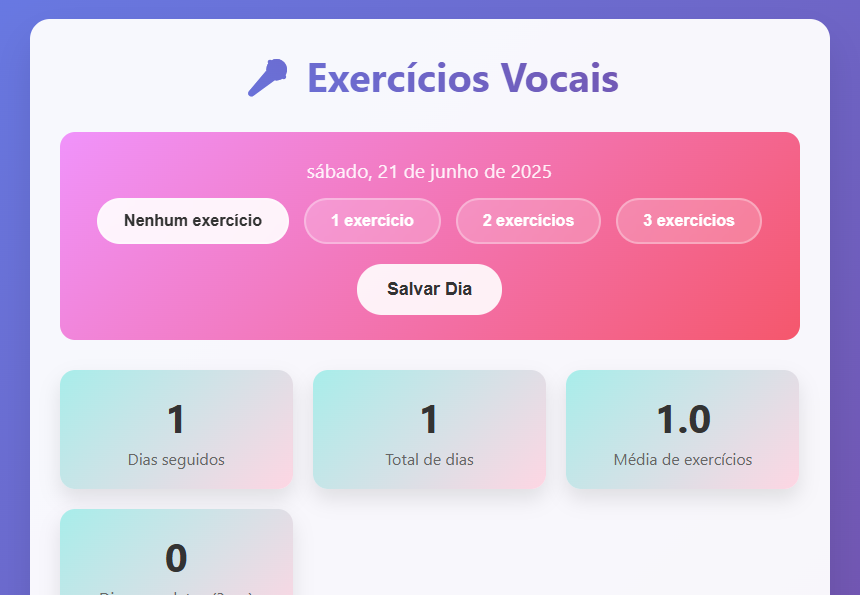 Exercícios Vocais
sábado, 21 de junho de 2025
Nenhum exercício
1 exercício
2 exercícios
3 exercícios
Salvar Dia
1
Dias seguidos
1
Total de dias
1.0
Média de exercícios
0